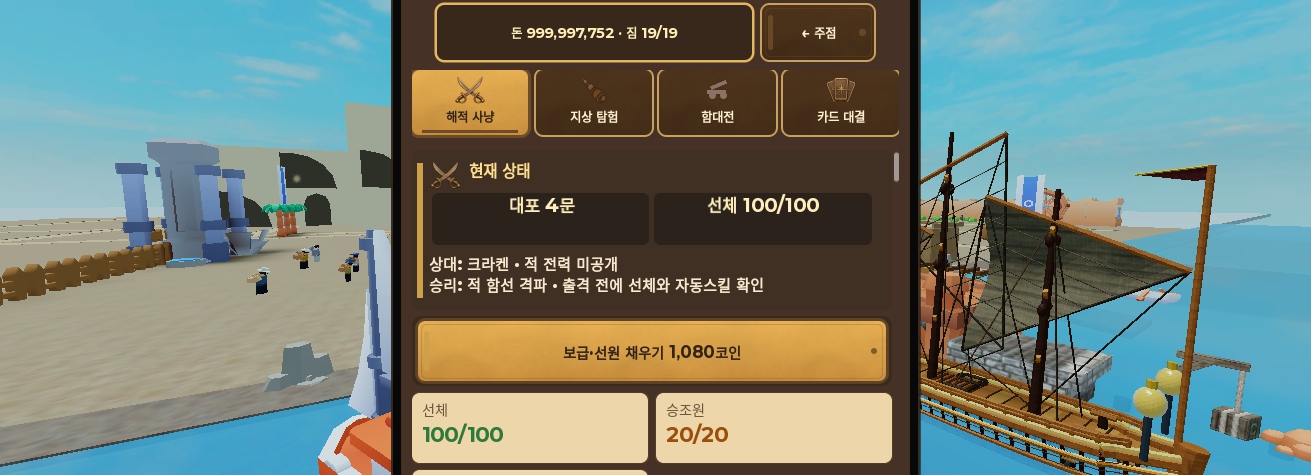 돈 999,997,752 · 짐 19/19
← 주점
해적 사냥
지상 탐험
함대전
카드 대결
현재 상태
대포 4문
선체 100/100
상대: 크라켄 • 적 전력 미공개
승리: 적 함선 격파 • 출격 전에 선체와 자동스킬 확인
보급·선원 채우기 1,080코인
선체
100/100
승조원
20/20